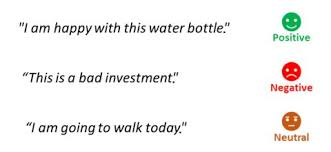 "I am happy with this water bottle."
Positive
“This is a bad investment."
Negative
“I am going to walk today."
Neutral